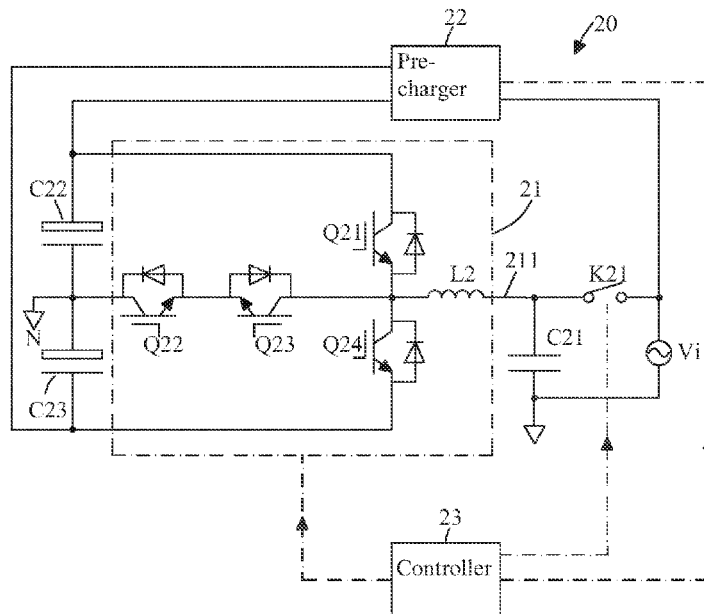 22
20
Pre-
charger
C22
21
Q21
L2
211
K21
N
Q22
Q23
Q24
C21
Vi
C23
23
Controller